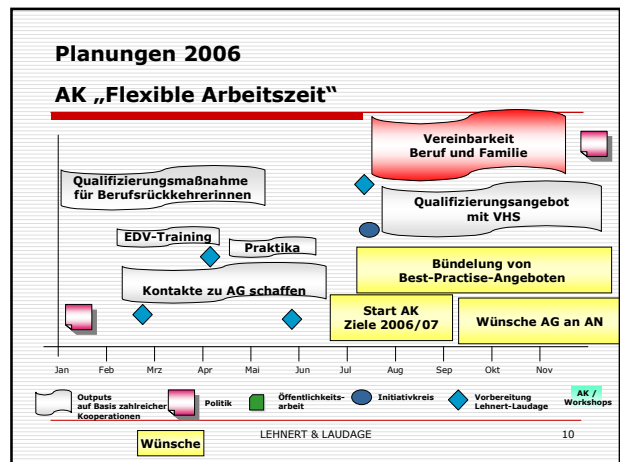 Planungen 2006
AK „Flexible Arbeitszeit“
Vereinbarkeit
Beruf und Familie
Qualifizierungsmaßnahme
für Berufsrückkehrerinnen
Qualifizierungsangebot
mit VHS
EDV-Training
Praktika
Bündelung von
Best-Practise-Angeboten
Kontakte zu AG schaffen
Start AK
Ziele 2006/07
Wünsche AG an AN
Jan Feb Mrz Apr Mai Jun Jul Aug Sep Okt Nov
Outputs
auf Basis zahlreicher
Kooperationen
Politik
Öffentlichkeits-
arbeit
Initiativkreis
Vorbereitung
Lehnert-Laudage
AK /
Workshops
Wünsche
LEHNERT & LAUDAGE
10